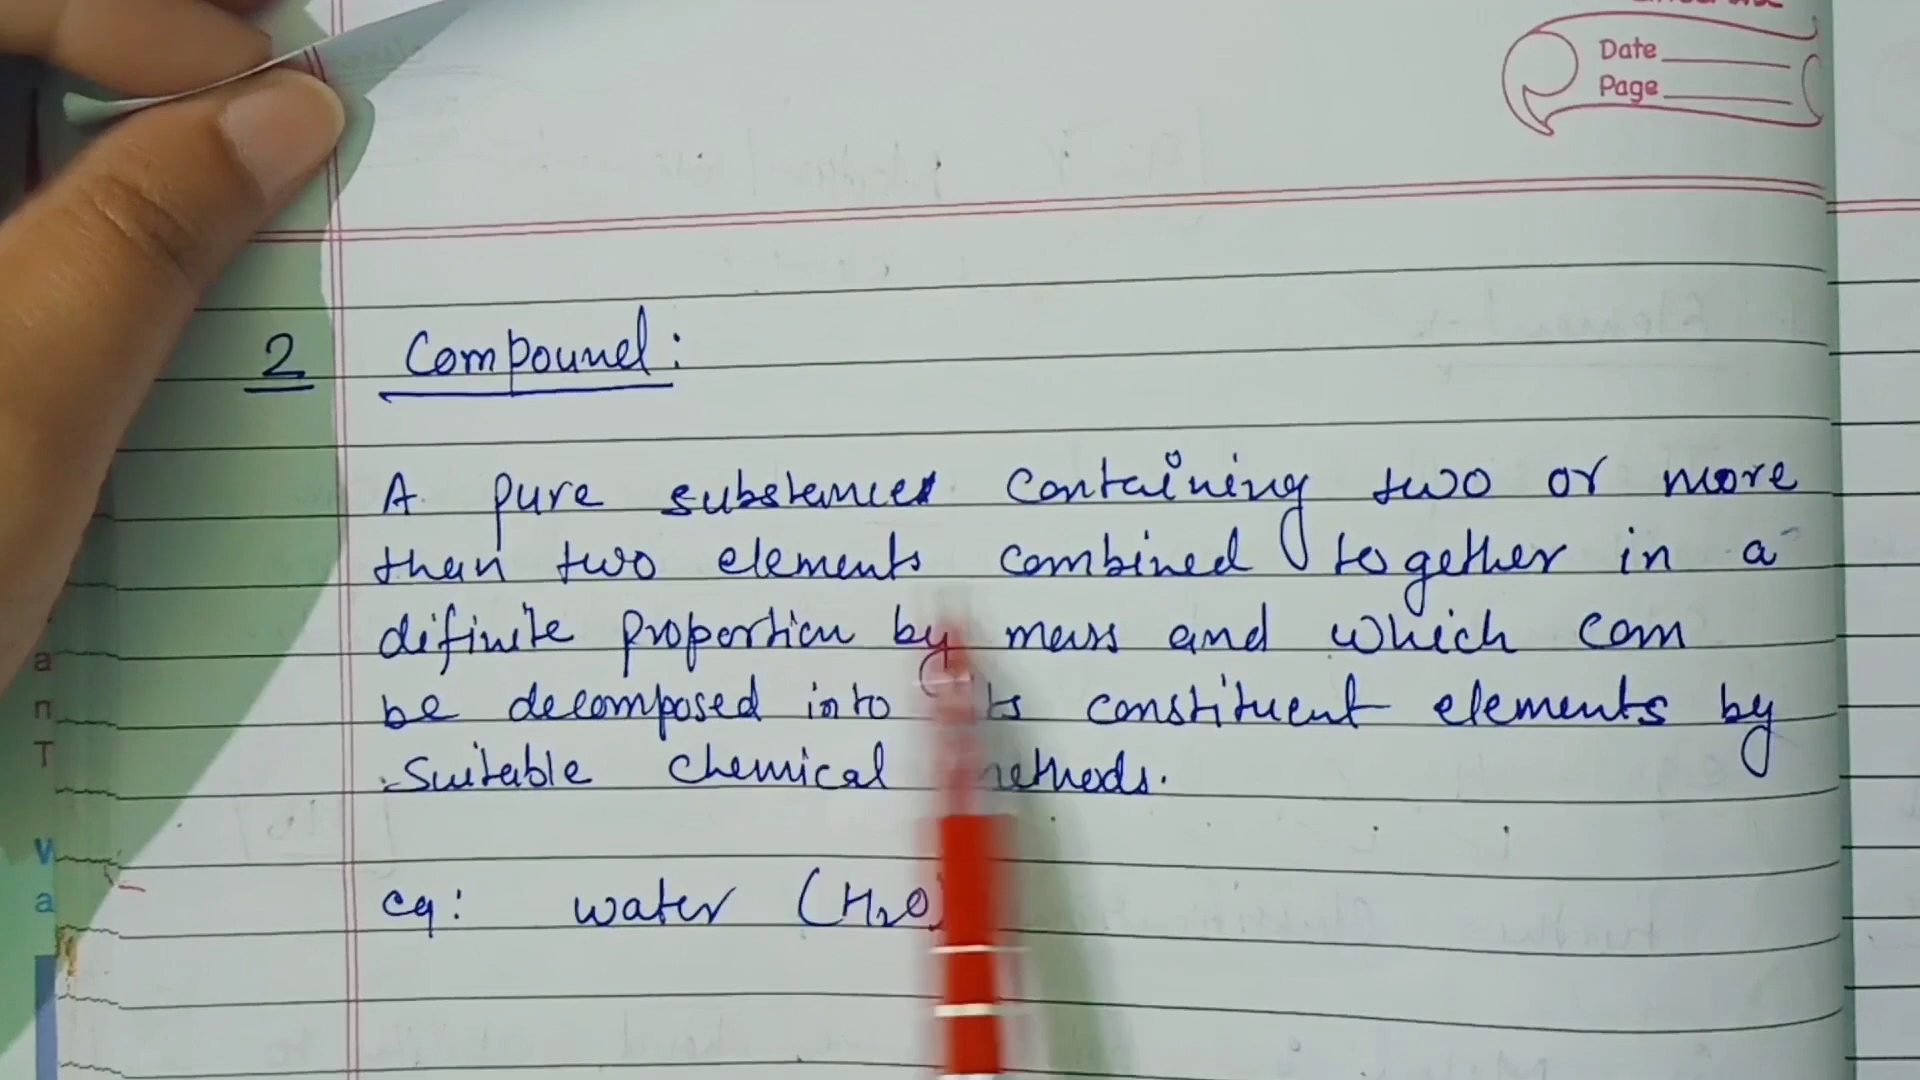 Date
Page
2 Compound:
A pure substance containing two or more
than two elements combined together in a
definite proportion by mass and which can
be decomposed into its constituent elements by
Suitable chemical methods.
eg: water (H₂O)
a
n
T
W
a